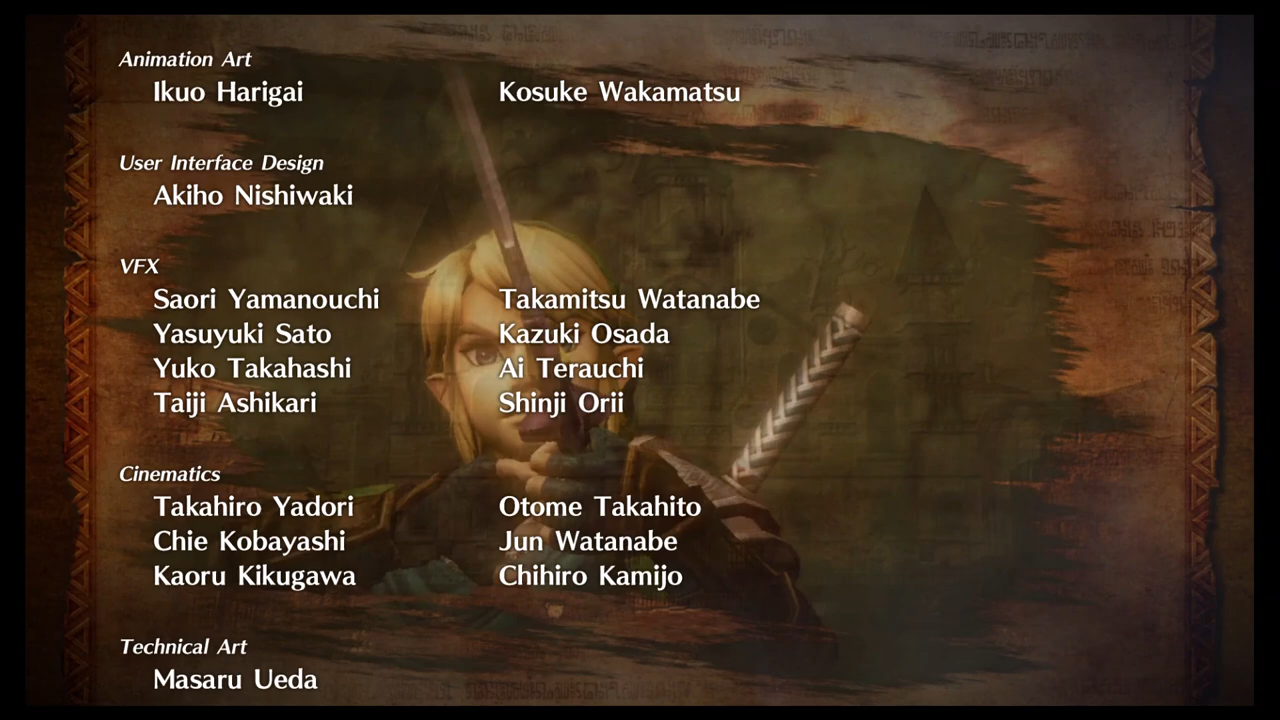 Animation Art
Ikuo Harigai Kosuke Wakamatsu
User Interface Design
Akiho Nishiwaki
VFX
Saori Yamanouchi Takamitsu Watanabe
Yasuyuki Sato Kazuki Osada
Yuko Takahashi Ai Terauchi
Taiji Ashikari Shinji Orii
Cinematics
Takahiro Yadori Otome Takahito
Chie Kobayashi Jun Watanabe
Kaoru Kikugawa Chihiro Kamijo
Technical Art
Masaru Ueda